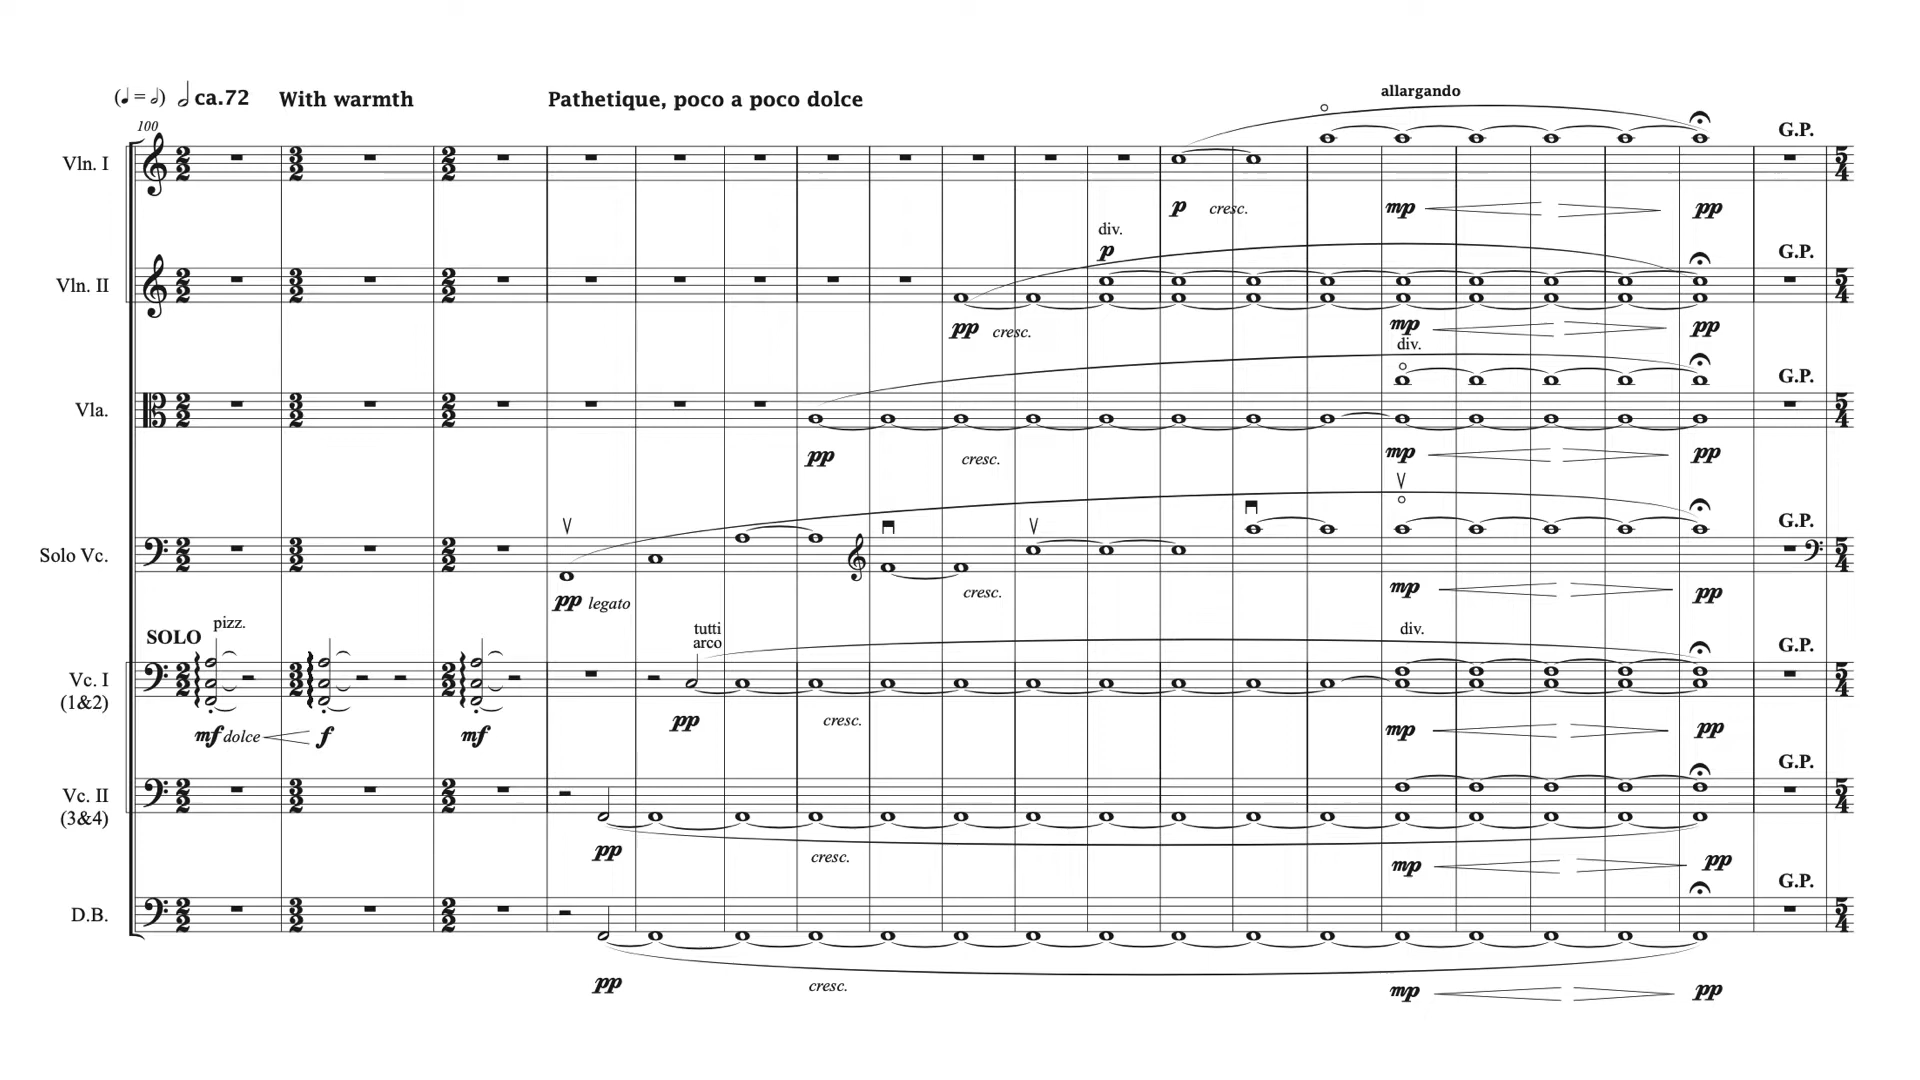 (♩ = 𝅗𝅥) 𝅗𝅥 ca.72 With warmth Pathetique, poco a poco dolce allargando
100
Vln. I G.P.
p cresc. mp pp
div.
p
Vln. II G.P.
pp cresc. mp pp
div.
Vla. G.P.
pp cresc. mp pp
Solo Vc. G.P.
pp legato cresc. mp pp
SOLO pizz. tutti div.
arco
Vc. I G.P.
(1&2)
mf dolce f mf pp cresc. mp pp
Vc. II G.P.
(3&4)
pp cresc. mp pp
D.B. G.P.
pp cresc. mp pp